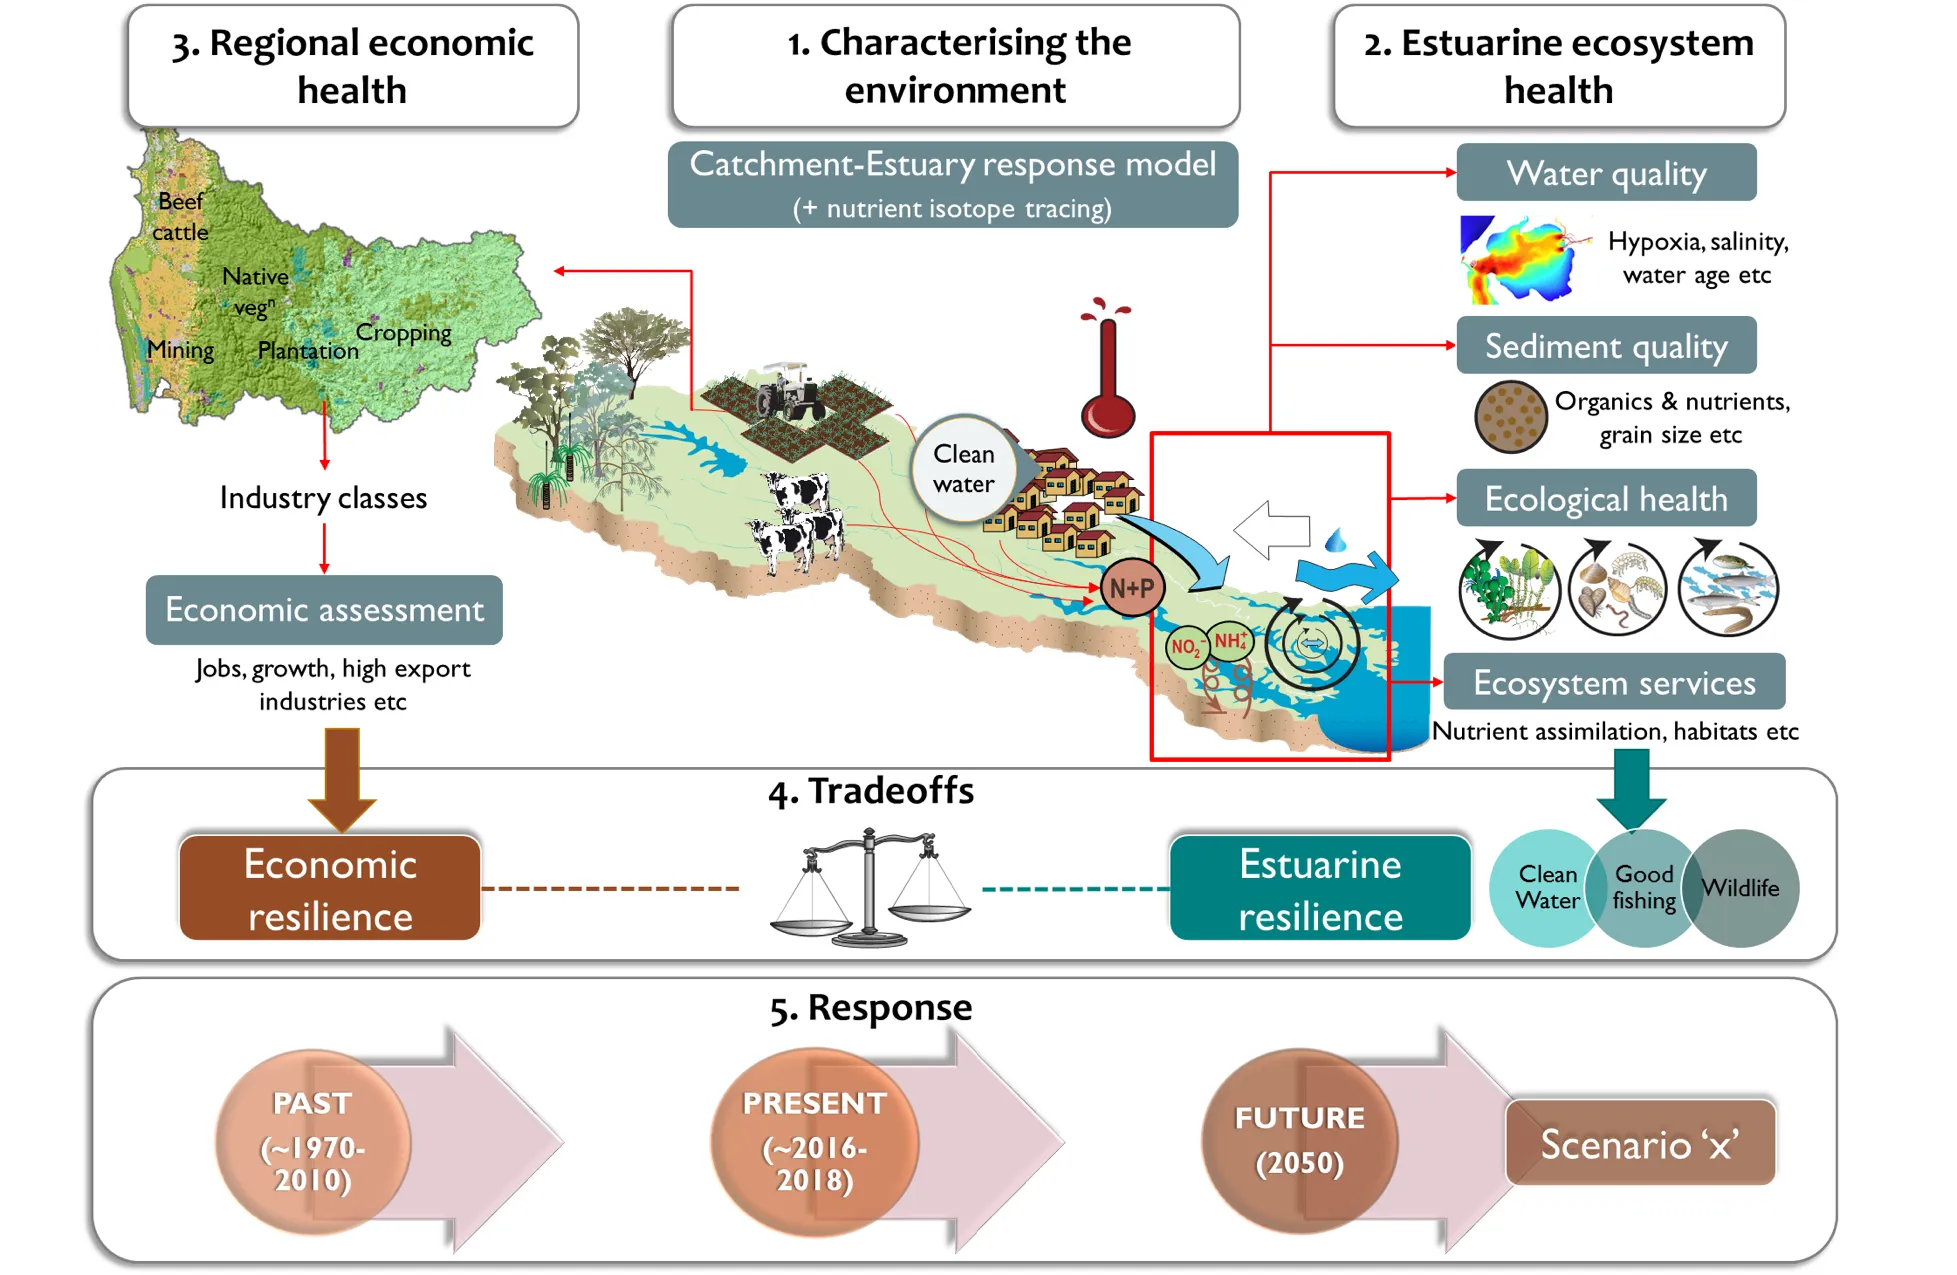 3. Regional economic
health
1. Characterising the
environment
2. Estuarine ecosystem
health
Catchment-Estuary response model
(+ nutrient isotope tracing)
Beef
cattle
Native
vegⁿ
Cropping
Mining
Plantation
Industry classes
Economic assessment
Jobs, growth, high export
industries etc
Clean
water
N+P
NO₂⁻
NH₄⁺
Water quality
Hypoxia, salinity,
water age etc
Sediment quality
Organics & nutrients,
grain size etc
Ecological health
Ecosystem services
Nutrient assimilation, habitats etc
4. Tradeoffs
Economic
resilience
Estuarine
resilience
Clean
Water
Good
fishing
Wildlife
5. Response
PAST
(~1970-
2010)
PRESENT
(~2016-
2018)
FUTURE
(2050)
Scenario ‘x’